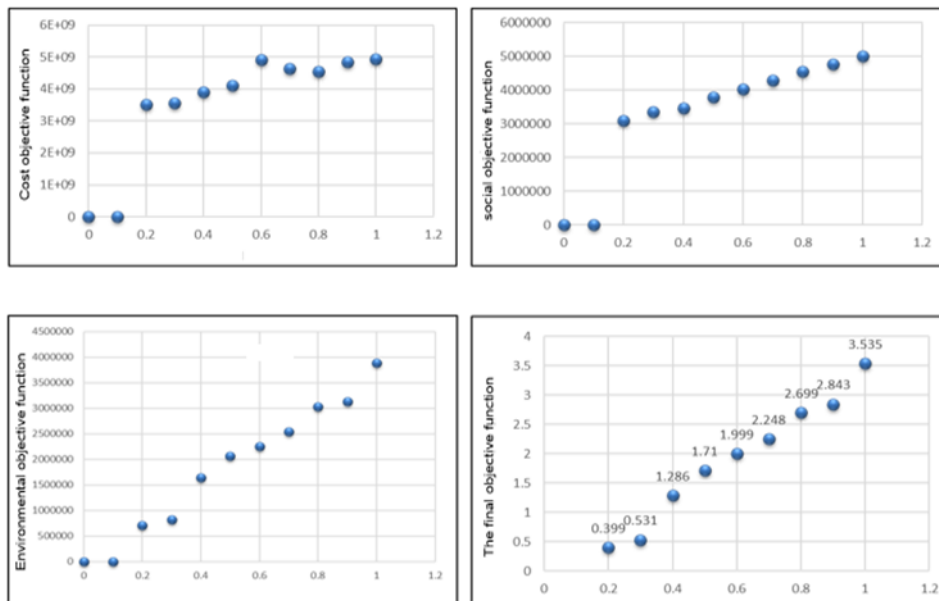 Cost objective function
6E+09
5E+09
4E+09
3E+09
2E+09
1E+09
0
0 0.2 0.4 0.6 0.8 1 1.2
social objective function
6000000
5000000
4000000
3000000
2000000
1000000
0
0 0.2 0.4 0.6 0.8 1 1.2
Environmental objective function
4500000
4000000
3500000
3000000
2500000
2000000
1500000
1000000
500000
0
0 0.2 0.4 0.6 0.8 1 1.2
The final objective function
4
3.5
3
2.5
2
1.5
1
0.5
0
3.535
2.843
2.699
2.248
1.999
1.71
1.286
0.531
0.399
0 0.2 0.4 0.6 0.8 1 1.2